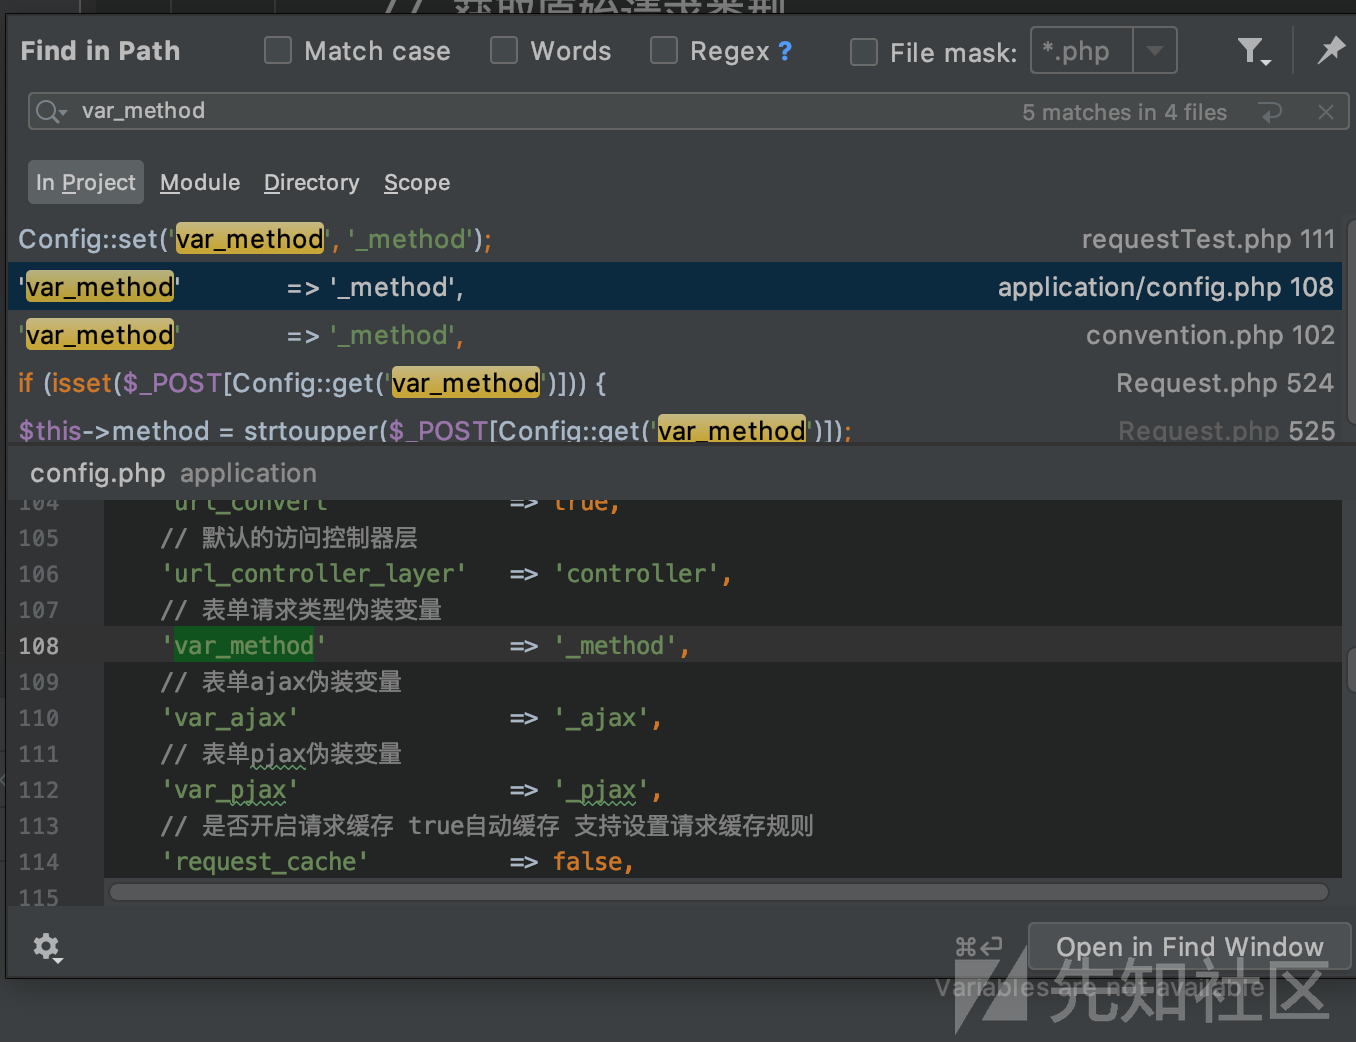 // 获取原始请求类型
Find in Path Match case Words Regex ? File mask: *.php
var_method 5 matches in 4 files
In Project Module Directory Scope
Config::set('var_method', '_method'); requestTest.php 111
'var_method' => '_method', application/config.php 108
'var_method' => '_method', convention.php 102
if (isset($_POST[Config::get('var_method')])) { Request.php 524
$this->method = strtoupper($_POST[Config::get('var_method')]); Request.php 525
config.php application
104 'url_convert' => true,
105 // 默认的访问控制器层
106 'url_controller_layer' => 'controller',
107 // 表单请求类型伪装变量
108 'var_method' => '_method',
109 // 表单ajax伪装变量
110 'var_ajax' => '_ajax',
111 // 表单pjax伪装变量
112 'var_pjax' => '_pjax',
113 // 是否开启请求缓存 true自动缓存 支持设置请求缓存规则
114 'request_cache' => false,
115
⌘↩ Open in Find Window
Variables are not available
先知社区